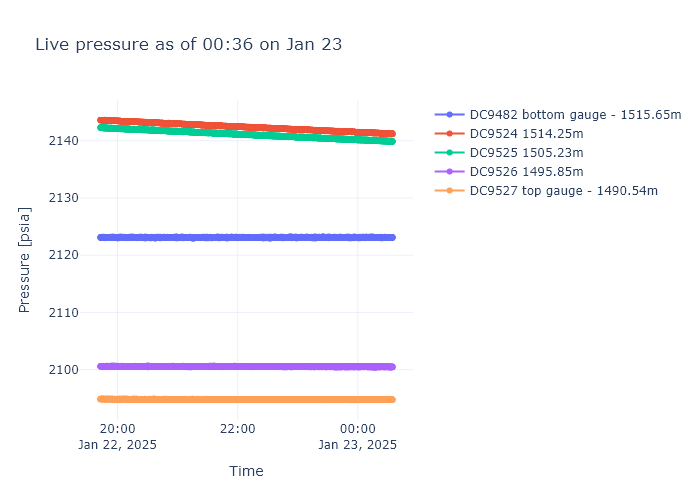 Live pressure as of 00:36 on Jan 23
DC9482 bottom gauge - 1515.65m
DC9524 1514.25m
DC9525 1505.23m
DC9526 1495.85m
DC9527 top gauge - 1490.54m
Pressure [psia]
2140
2130
2120
2110
2100
20:00
Jan 22, 2025
22:00
00:00
Jan 23, 2025
Time